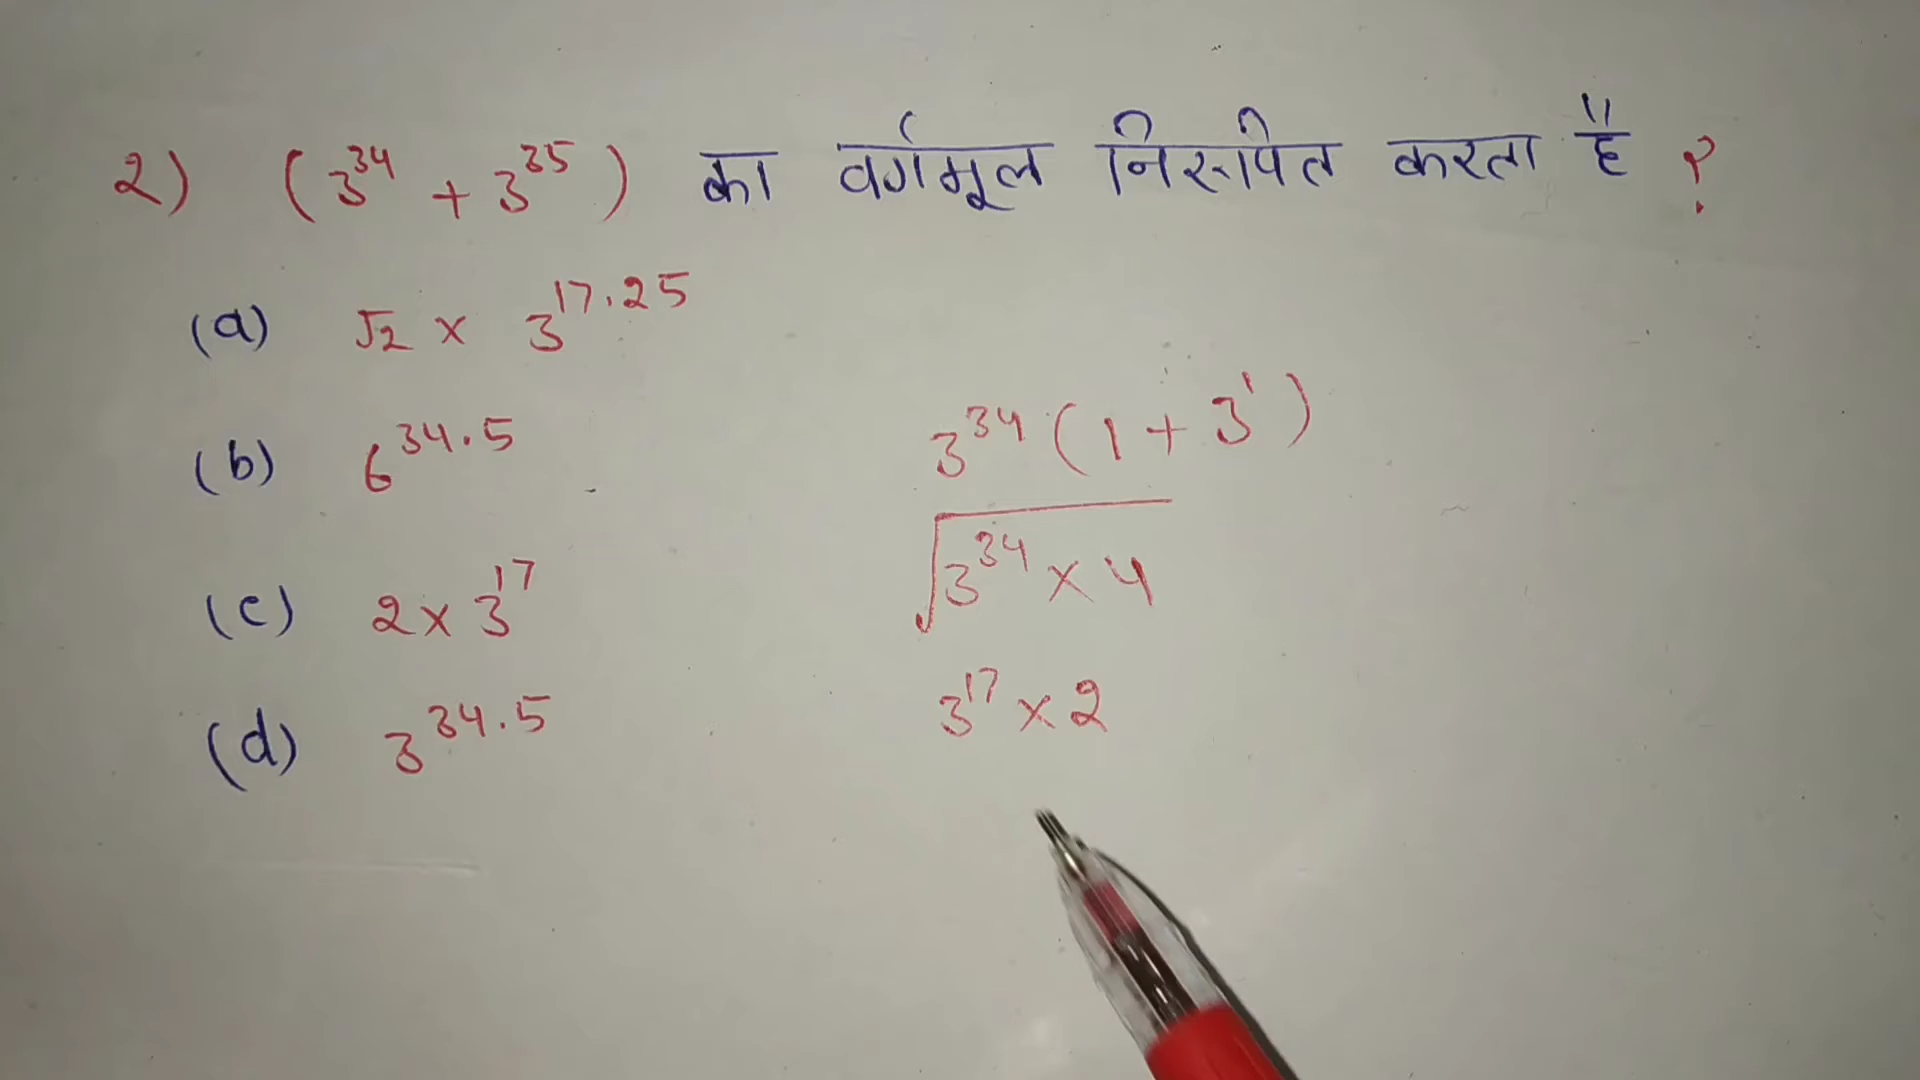 2) (3³⁴ + 3³⁵) का वर्गमूल निरूपित करता है ?
(a) √2 × 3¹⁷·²⁵
(b) 6³⁴·⁵
(c) 2 × 3¹⁷
(d) 3³⁴·⁵
3³⁴ (1 + 3¹)
√3³⁴ × 4
3¹⁷ × 2